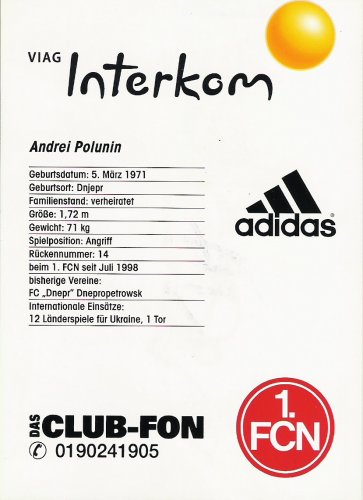 VIAG Interkom
Andrei Polunin
Geburtsdatum: 5. März 1971
Geburtsort: Dnjepr
Familienstand: verheiratet
Größe: 1,72 m
Gewicht: 71 kg
Spielposition: Angriff
Rückennummer: 14
beim 1. FCN seit Juli 1998
bisherige Vereine:
FC „Dnepr" Dnepropetrowsk
Internationale Einsätze:
12 Länderspiele für Ukraine, 1 Tor
adidas
DAS CLUB-FON
✆ 0190241905
1.
FCN